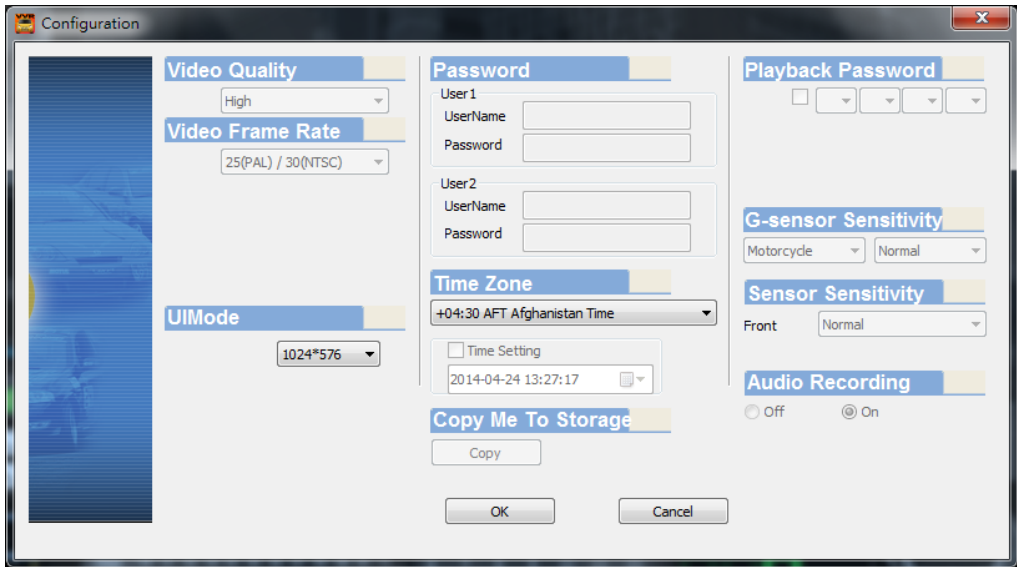 Configuration
Video Quality
High
Video Frame Rate
25(PAL) / 30(NTSC)
UIMode
1024*576
Password
User1
UserName
Password
User2
UserName
Password
Time Zone
+04:30 AFT Afghanistan Time
Time Setting
2014-04-24 13:27:17
Copy Me To Storage
Copy
OK
Cancel
Playback Password
G-sensor Sensitivity
Motorcycle
Normal
Sensor Sensitivity
Front
Normal
Audio Recording
Off
On